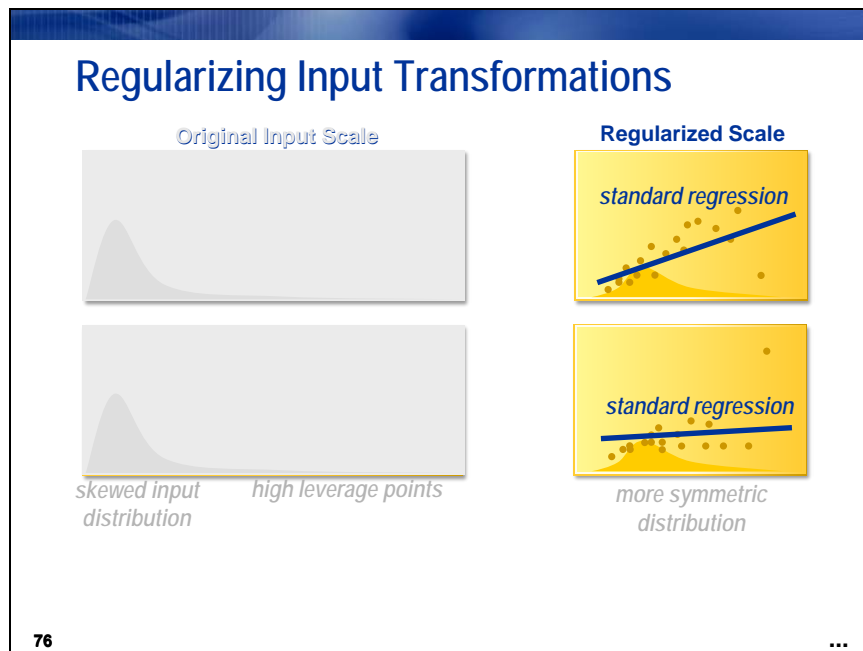 Regularizing Input Transformations
Original Input Scale
Regularized Scale
standard regression
standard regression
skewed input
distribution
high leverage points
more symmetric
distribution
76
...